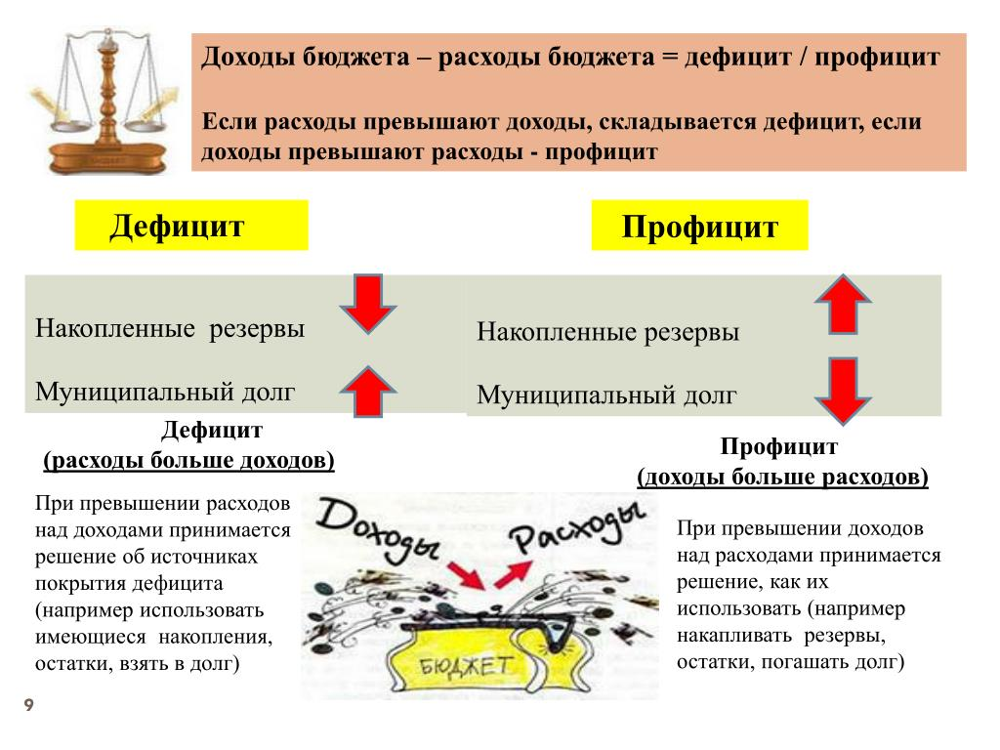 Доходы бюджета – расходы бюджета = дефицит / профицит
Если расходы превышают доходы, складывается дефицит, если
доходы превышают расходы - профицит
Дефицит
Профицит
Накопленные резервы
Муниципальный долг
Накопленные резервы
Муниципальный долг
Дефицит
(расходы больше доходов)
При превышении расходов
над доходами принимается
решение об источниках
покрытия дефицита
(например использовать
имеющиеся накопления,
остатки, взять в долг)
Доходы
Расходы
БЮДЖЕТ
Профицит
(доходы больше расходов)
При превышении доходов
над расходами принимается
решение, как их
использовать (например
накапливать резервы,
остатки, погашать долг)
9